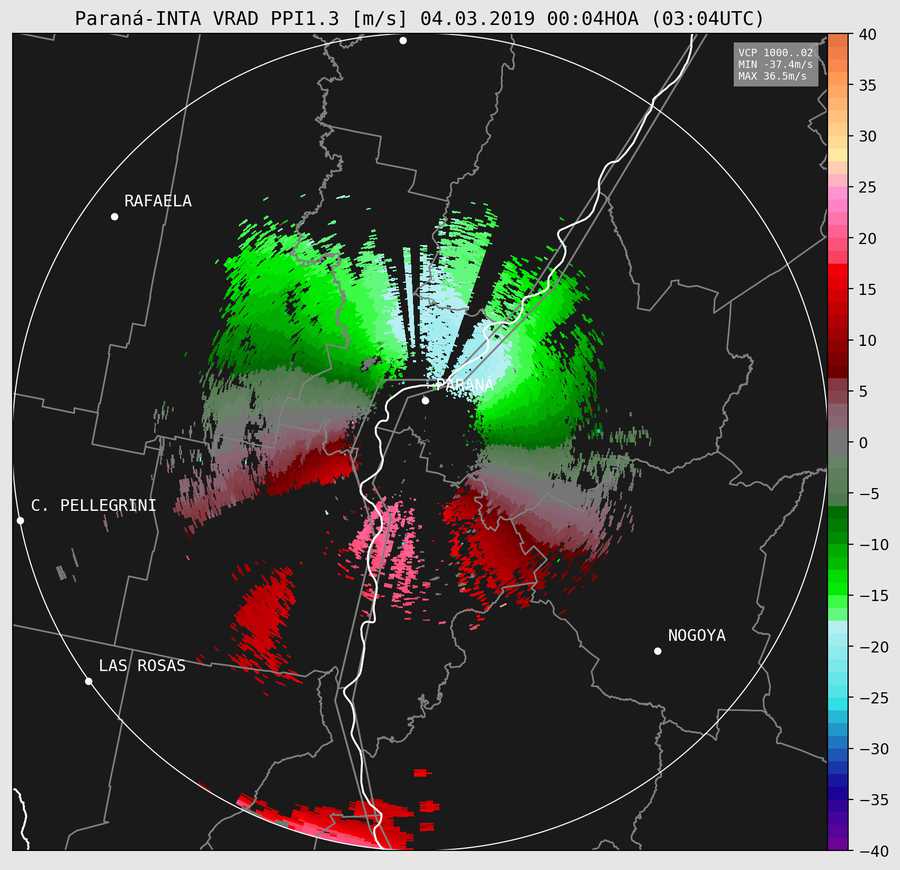 Paraná-INTA VRAD PPI1.3 [m/s] 04.03.2019 00:04HOA (03:04UTC)
VCP 1000..02
MIN -37.4m/s
MAX 36.5m/s
RAFAELA
PARANÁ
C. PELLEGRINI
NOGOYA
LAS ROSAS
40
35
30
25
20
15
10
5
0
−5
−10
−15
−20
−25
−30
−35
−40